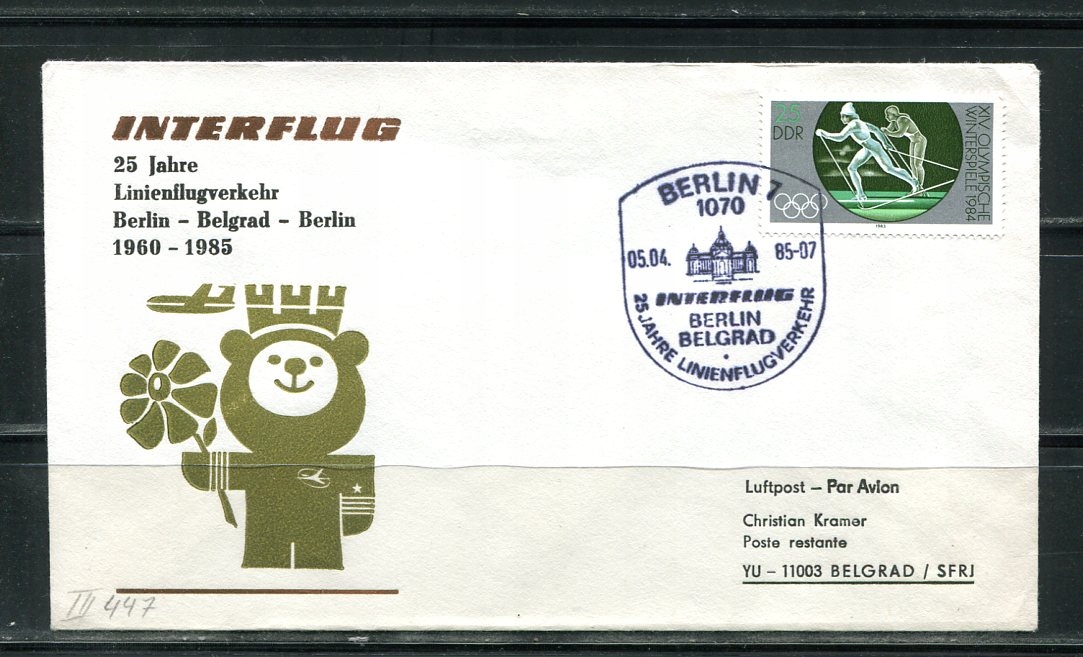 INTERFLUG
25 Jahre
Linienflugverkehr
Berlin – Belgrad – Berlin
1960 – 1985
25
DDR
XIV. OLYMPISCHE
WINTERSPIELE 1984
1983
BERLIN 7
1070
05.04. 85-07
INTERFLUG
BERLIN
BELGRAD
25 JAHRE LINIENFLUGVERKEHR
Luftpost – Par Avion
Christian Kramer
Poste restante
YU – 11003 BELGRAD / SFRJ
III 447